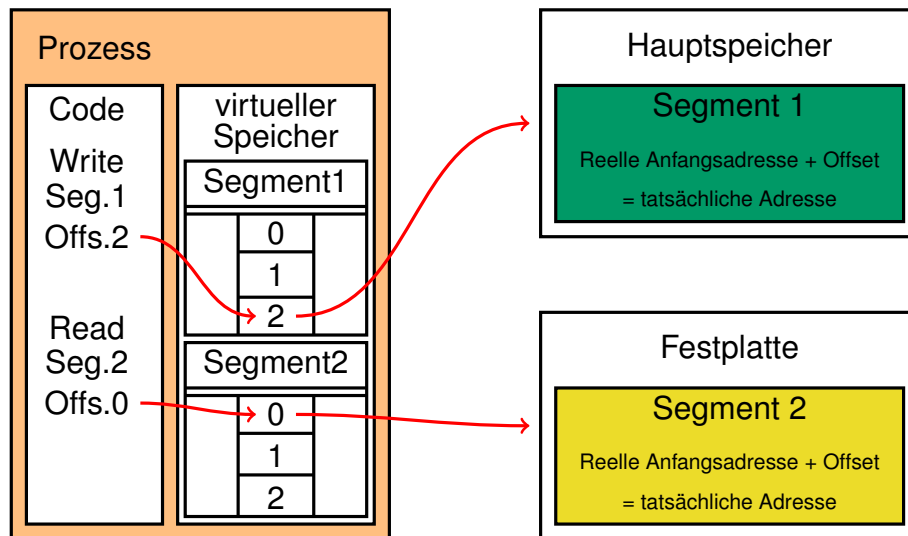 Prozess
Code
Write
Seg.1
Offs.2
Read
Seg.2
Offs.0
virtueller
Speicher
Segment1
0
1
2
Segment2
0
1
2
Hauptspeicher
Segment 1
Reelle Anfangsadresse + Offset
= tatsächliche Adresse
Festplatte
Segment 2
Reelle Anfangsadresse + Offset
= tatsächliche Adresse